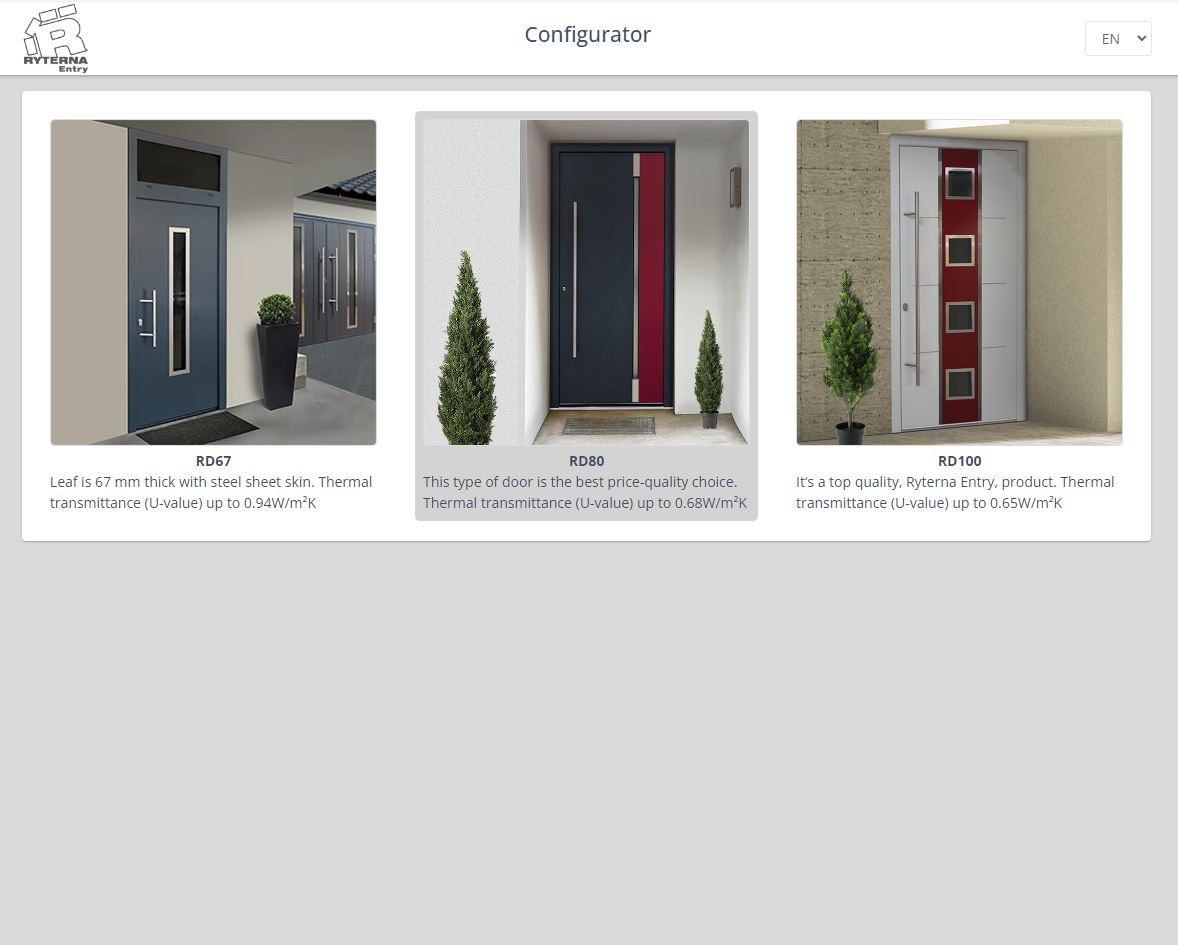 RYTERNA
Entry
Configurator
EN
RD67
Leaf is 67 mm thick with steel sheet skin. Thermal
transmittance (U-value) up to 0.94W/m²K
RD80
This type of door is the best price-quality choice.
Thermal transmittance (U-value) up to 0.68W/m²K
RD100
It's a top quality, Ryterna Entry, product. Thermal
transmittance (U-value) up to 0.65W/m²K